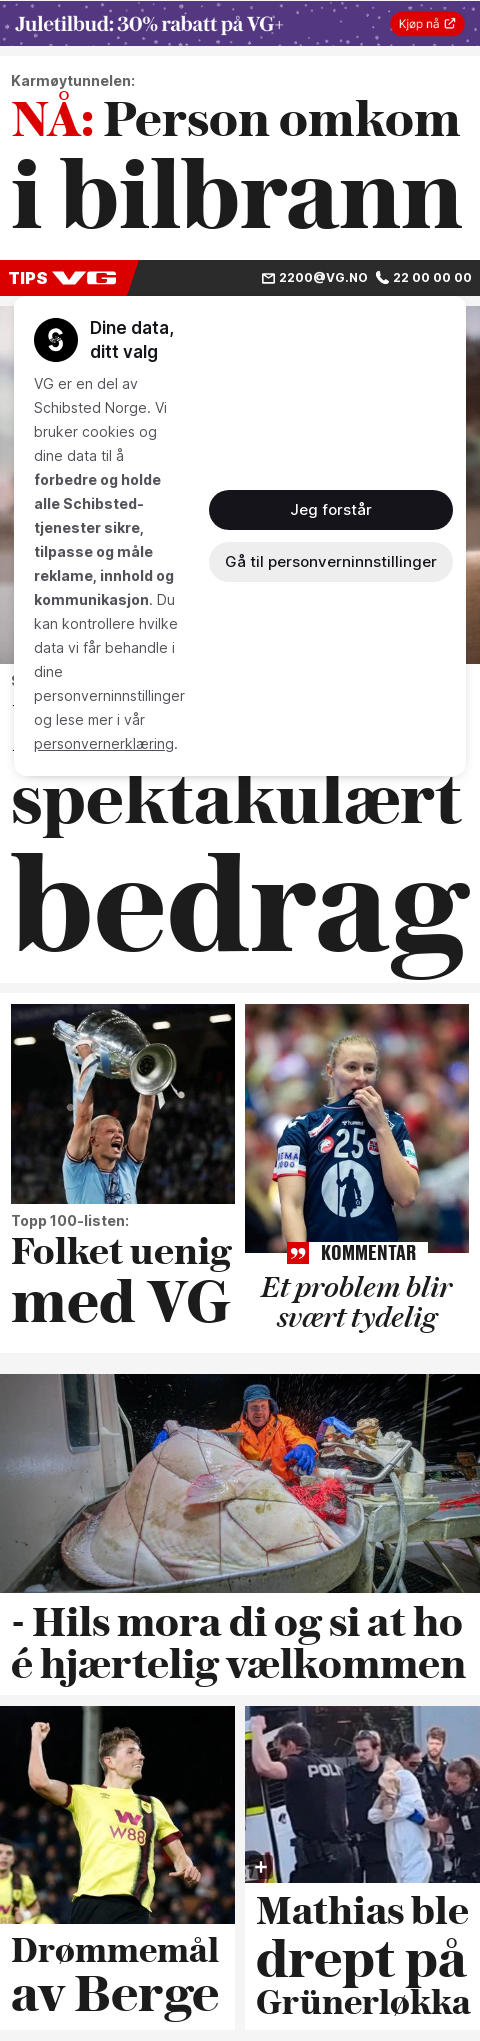 Juletilbud: 30% rabatt på VG+
Kjøp nå
Karmøytunnelen:
NÅ: Person omkom
i bilbrann
TIPS VG
2200@VG.NO 22 00 00 00
Dine data,
ditt valg
VG er en del av
Schibsted Norge. Vi
bruker cookies og
dine data til å
forbedre og holde
alle Schibsted-
tjenester sikre,
tilpasse og måle
reklame, innhold og
kommunikasjon. Du
kan kontrollere hvilke
data vi får behandle i
dine
personverninnstillinger
og lese mer i vår
personvernerklæring.
Jeg forstår
Gå til personverninnstillinger
spektakulært
bedrag
25
Topp 100-listen:
Folket uenig
med VG
KOMMENTAR
Et problem blir
svært tydelig
- Hils mora di og si at ho
é hjærtelig vælkommen
W88
POL
Drømmemål
av Berge
Mathias ble
drept på
Grünerløkka